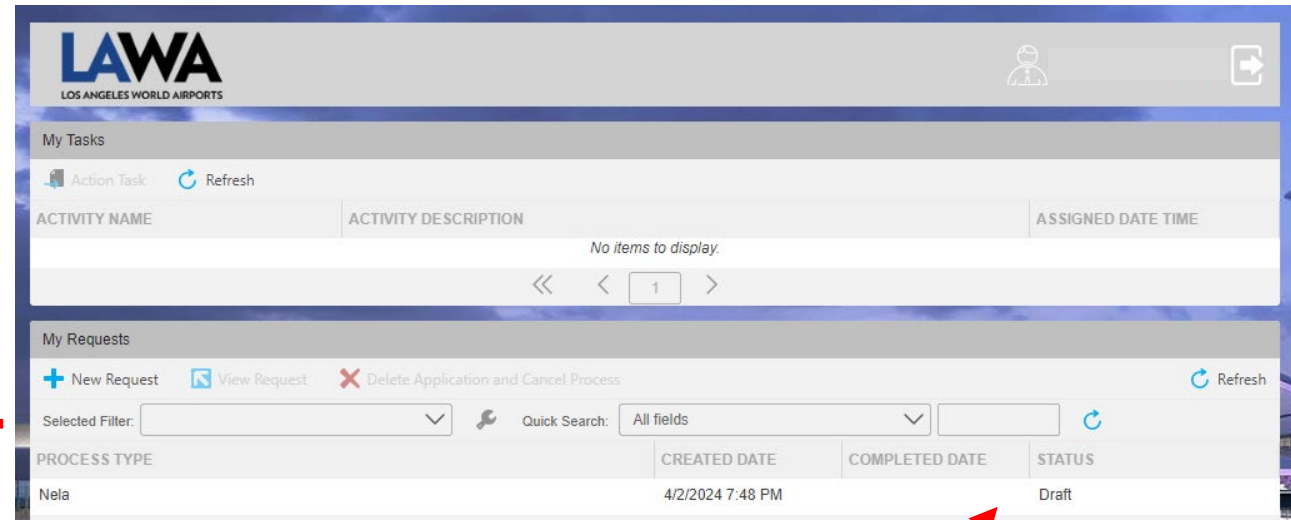 LAWA
LOS ANGELES WORLD AIRPORTS
My Tasks
Action Task Refresh
ACTIVITY NAME ACTIVITY DESCRIPTION ASSIGNED DATE TIME
No items to display.
1
My Requests
New Request View Request Delete Application and Cancel Process Refresh
Selected Filter: Quick Search: All fields
PROCESS TYPE CREATED DATE COMPLETED DATE STATUS
Nela 4/2/2024 7:48 PM Draft